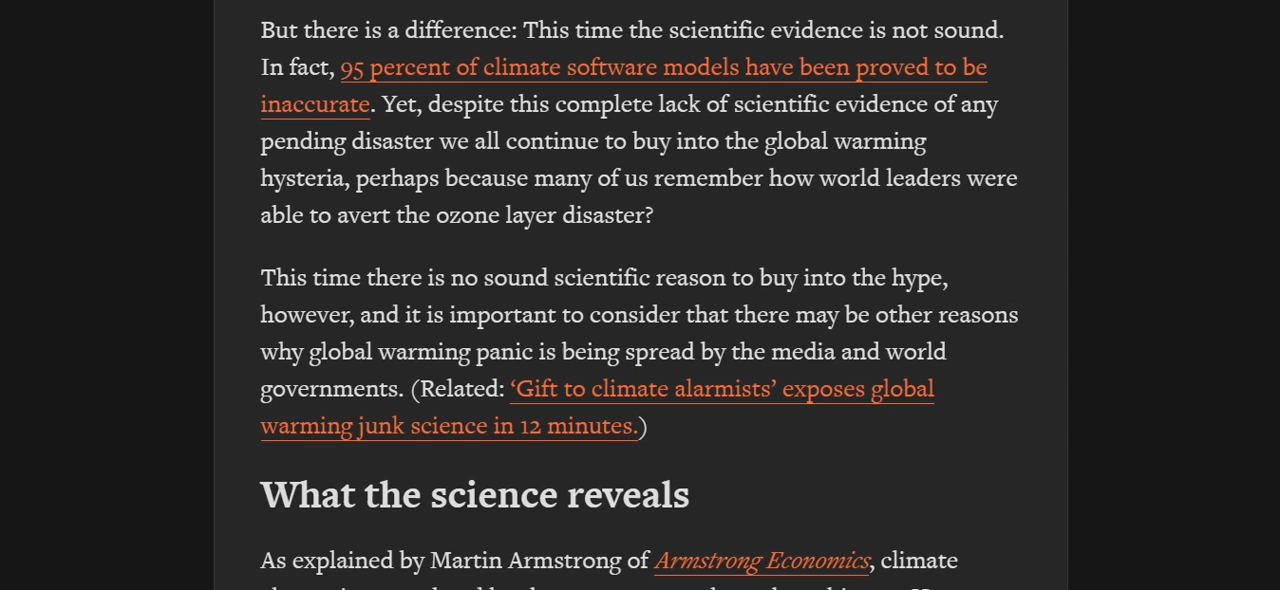 But there is a difference: This time the scientific evidence is not sound.
In fact, 95 percent of climate software models have been proved to be
inaccurate. Yet, despite this complete lack of scientific evidence of any
pending disaster we all continue to buy into the global warming
hysteria, perhaps because many of us remember how world leaders were
able to avert the ozone layer disaster?
This time there is no sound scientific reason to buy into the hype,
however, and it is important to consider that there may be other reasons
why global warming panic is being spread by the media and world
governments. (Related: ‘Gift to climate alarmists’ exposes global
warming junk science in 12 minutes.)
What the science reveals
As explained by Martin Armstrong of Armstrong Economics, climate